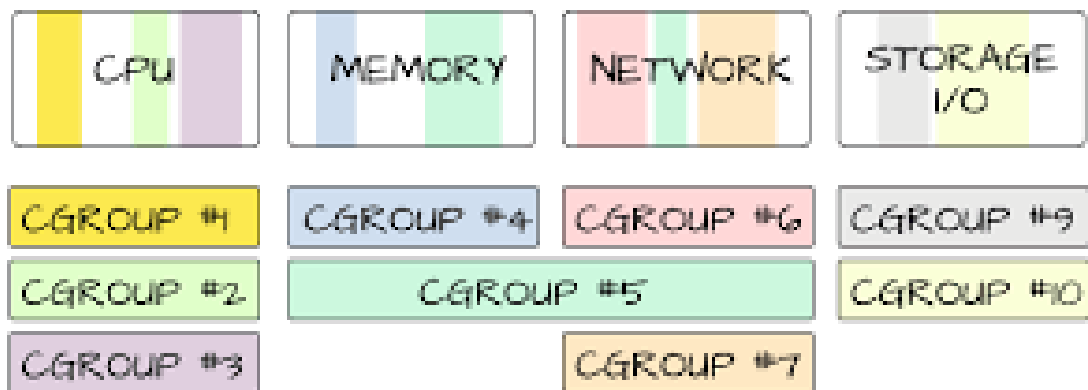 CPU
MEMORY
NETWORK
STORAGE
I/O
CGROUP #1
CGROUP #4
CGROUP #6
CGROUP #9
CGROUP #2
CGROUP #5
CGROUP #10
CGROUP #3
CGROUP #7